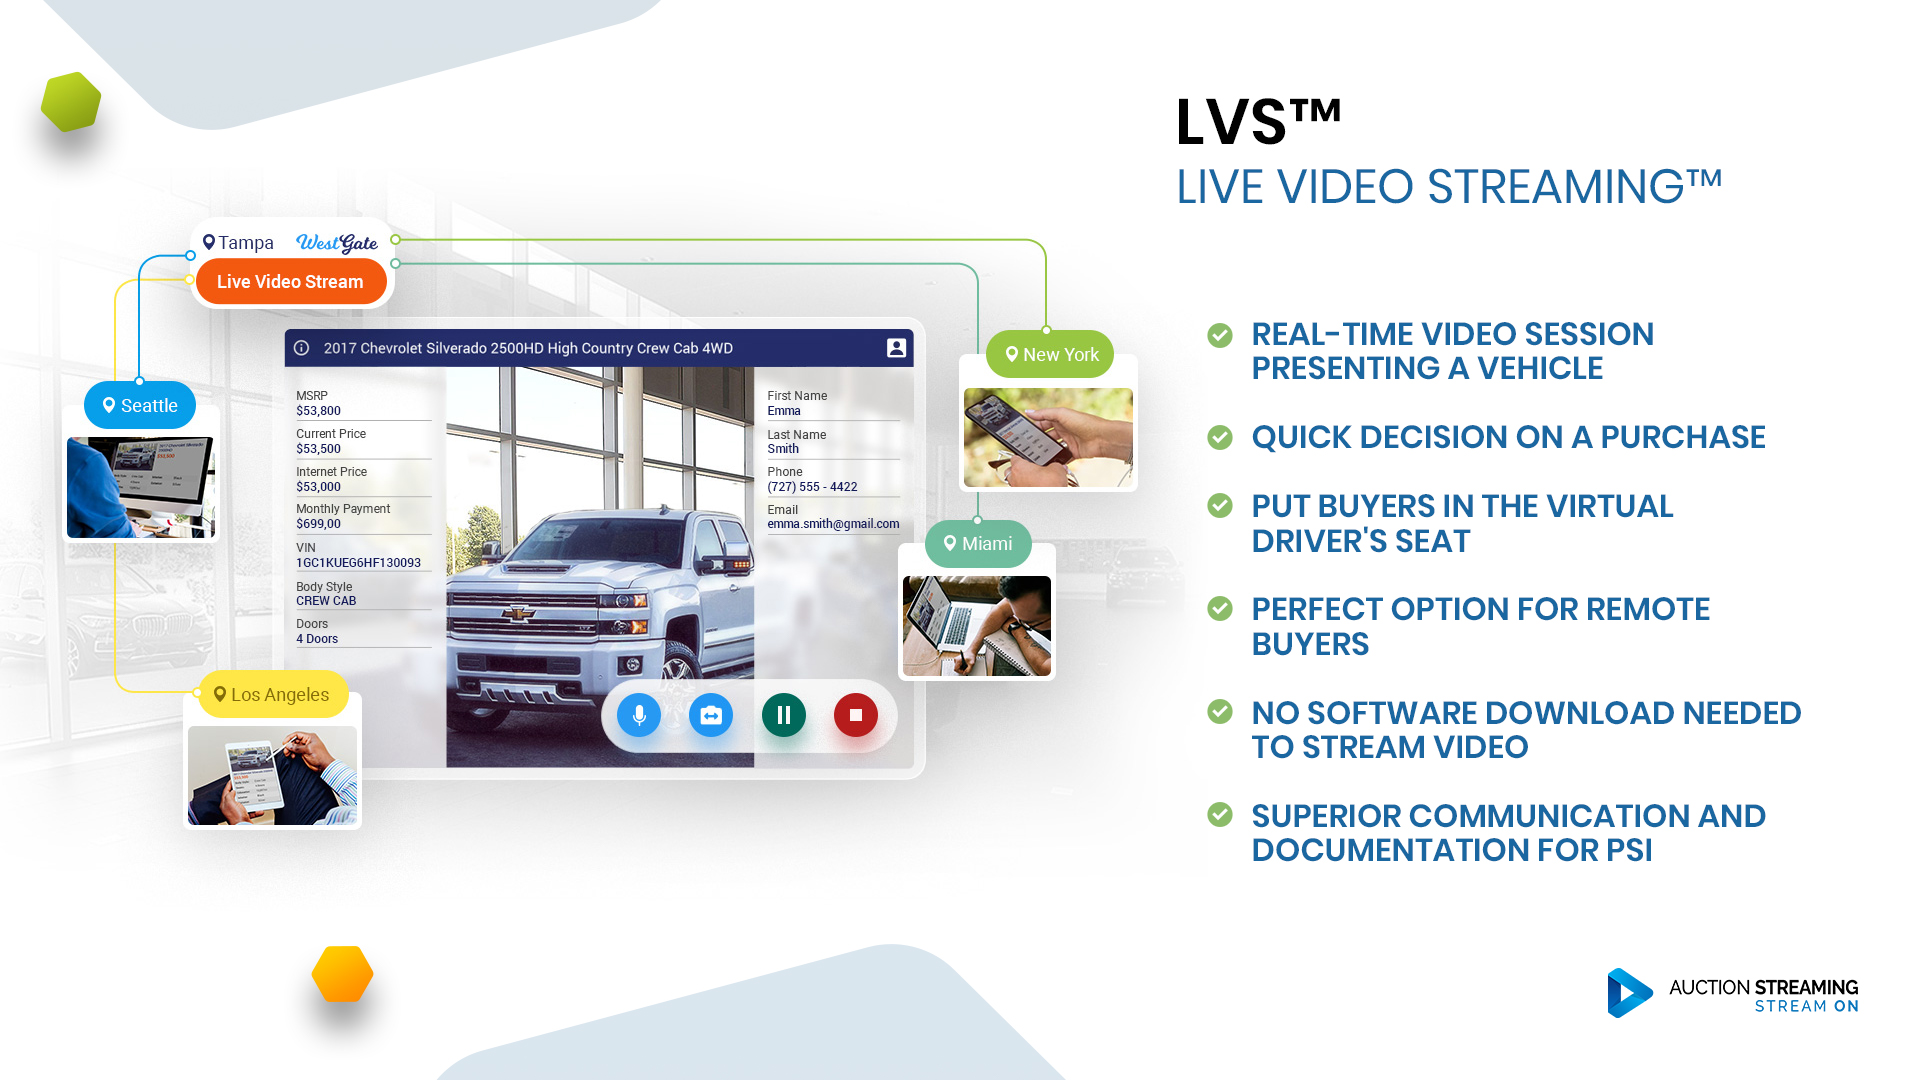 LVS™
LIVE VIDEO STREAMING™
Tampa WestGate
Live Video Stream
2017 Chevrolet Silverado 2500HD High Country Crew Cab 4WD
MSRP
$53,800
Current Price
$53,500
Internet Price
$53,000
Monthly Payment
$699,00
VIN
1GC1KUEG6HF130093
Body Style
CREW CAB
Doors
4 Doors
First Name
Emma
Last Name
Smith
Phone
(727) 555 - 4422
Email
emma.smith@gmail.com
Seattle
Los Angeles
New York
Miami
REAL-TIME VIDEO SESSION
PRESENTING A VEHICLE
QUICK DECISION ON A PURCHASE
PUT BUYERS IN THE VIRTUAL
DRIVER'S SEAT
PERFECT OPTION FOR REMOTE
BUYERS
NO SOFTWARE DOWNLOAD NEEDED
TO STREAM VIDEO
SUPERIOR COMMUNICATION AND
DOCUMENTATION FOR PSI
AUCTION STREAMING
STREAM ON